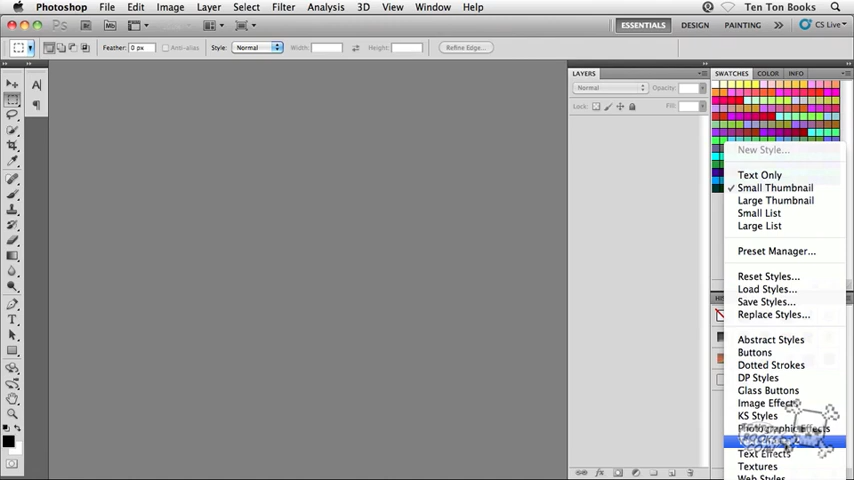 Photoshop File Edit Image Layer Select Filter Analysis 3D View Window Help Ten Ton Books
Ps Br Mb ESSENTIALS DESIGN PAINTING >> CS Live
Feather: 0 px Anti-alias Style: Normal Width: Height: Refine Edge...
LAYERS
Normal Opacity:
Lock: Fill:
SWATCHES COLOR INFO
New Style...
Text Only
✓ Small Thumbnail
Large Thumbnail
Small List
Large List
Preset Manager...
Reset Styles...
Load Styles...
Save Styles...
Replace Styles...
Abstract Styles
Buttons
Dotted Strokes
DP Styles
Glass Buttons
Image Effects
KS Styles
Photographic Effects
Text Effects
Textures
Web Styles